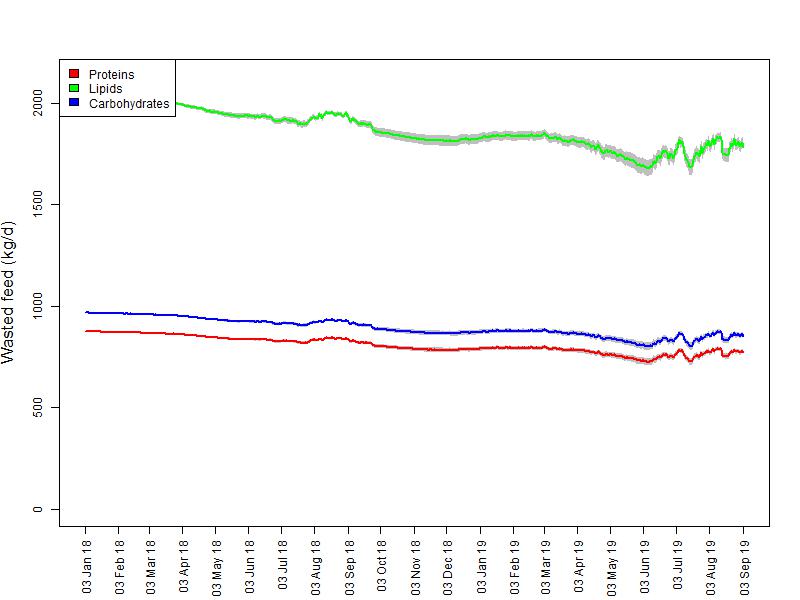 Proteins
Lipids
Carbohydrates
Wasted feed (kg/d)
2000
1500
1000
500
0
03 Jan 18
03 Feb 18
03 Mar 18
03 Apr 18
03 May 18
03 Jun 18
03 Jul 18
03 Aug 18
03 Sep 18
03 Oct 18
03 Nov 18
03 Dec 18
03 Jan 19
03 Feb 19
03 Mar 19
03 Apr 19
03 May 19
03 Jun 19
03 Jul 19
03 Aug 19
03 Sep 19